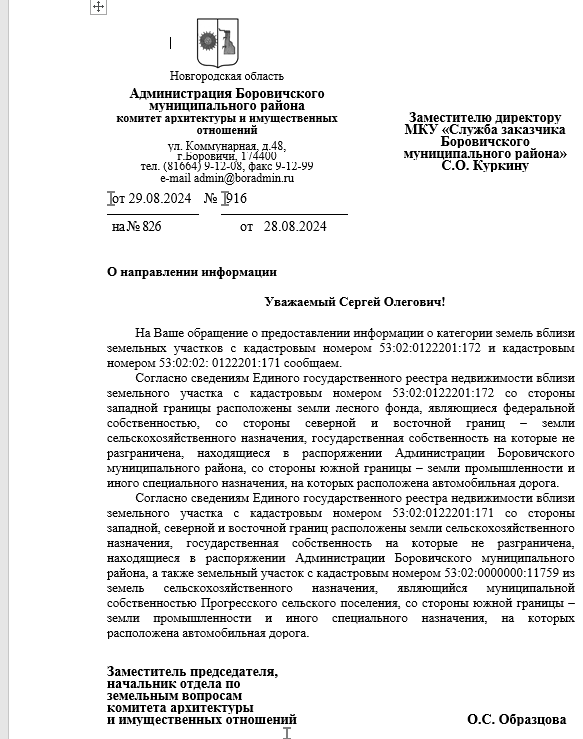 Новгородская область
Администрация Боровичского
муниципального района
комитет архитектуры и имущественных
отношений
ул. Коммунарная, д.48,
г.Боровичи, 174400
тел. (81664) 9-12-08, факс 9-12-99
e-mail admin@boradmin.ru
от 29.08.2024 № 916
на № 826 от 28.08.2024
Заместителю директору
МКУ «Служба заказчика
Боровичского
муниципального района»
С.О. Куркину
О направлении информации
Уважаемый Сергей Олегович!
На Ваше обращение о предоставлении информации о категории земель вблизи
земельных участков с кадастровым номером 53:02:0122201:172 и кадастровым
номером 53:02:02: 0122201:171 сообщаем.
Согласно сведениям Единого государственного реестра недвижимости вблизи
земельного участка с кадастровым номером 53:02:0122201:172 со стороны
западной границы расположены земли лесного фонда, являющиеся федеральной
собственностью, со стороны северной и восточной границ – земли
сельскохозяйственного назначения, государственная собственность на которые не
разграничена, находящиеся в распоряжении Администрации Боровичского
муниципального района, со стороны южной границы – земли промышленности и
иного специального назначения, на которых расположена автомобильная дорога.
Согласно сведениям Единого государственного реестра недвижимости вблизи
земельного участка с кадастровым номером 53:02:0122201:171 со стороны
западной, северной и восточной границ расположены земли сельскохозяйственного
назначения, государственная собственность на которые не разграничена,
находящиеся в распоряжении Администрации Боровичского муниципального
района, а также земельный участок с кадастровым номером 53:02:0000000:11759 из
земель сельскохозяйственного назначения, являющийся муниципальной
собственностью Прогресского сельского поселения, со стороны южной границы –
земли промышленности и иного специального назначения, на которых
расположена автомобильная дорога.
Заместитель председателя,
начальник отдела по
земельным вопросам
комитета архитектуры
и имущественных отношений О.С. Образцова